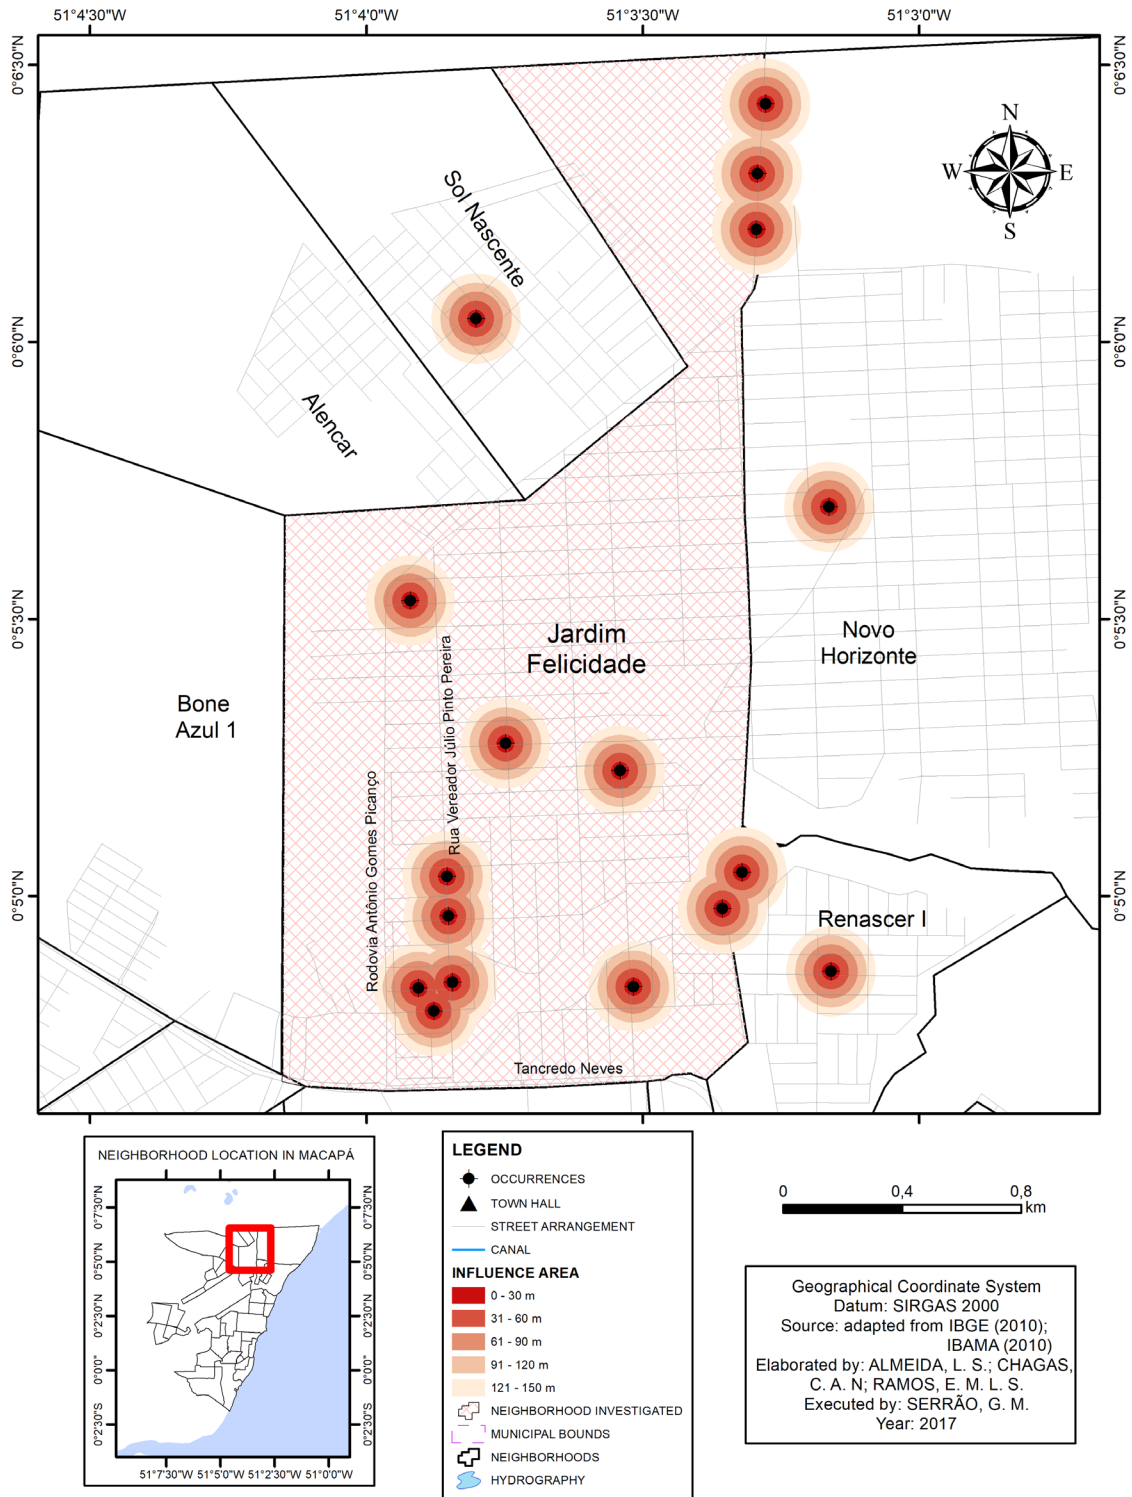 51°4'30"W 51°4'0"W 51°3'30"W 51°3'0"W
0°6'30"N
0°6'30"N
N
W E
S
Sol Nascente
0°6'0"N
0°6'0"N
Alencar
0°5'30"N
0°5'30"N
Jardim
Felicidade
Novo
Horizonte
Bone
Azul 1
Rua Vereador Júlio Pinto Pereira
Rodovia Antônio Gomes Picanço
0°5'0"N
0°5'0"N
Renascer I
Tancredo Neves
NEIGHBORHOOD LOCATION IN MACAPÁ
0°7'30"N
0°7'30"N
0°5'0"N
0°5'0"N
0°2'30"N
0°2'30"N
0°0'0"
0°0'0"
0°2'30"S
0°2'30"S
51°7'30"W 51°5'0"W 51°2'30"W 51°0'0"W
LEGEND
OCCURRENCES
TOWN HALL
STREET ARRANGEMENT
CANAL
INFLUENCE AREA
0 - 30 m
31 - 60 m
61 - 90 m
91 - 120 m
121 - 150 m
NEIGHBORHOOD INVESTIGATED
MUNICIPAL BOUNDS
NEIGHBORHOODS
HYDROGRAPHY
0 0,4 0,8
km
Geographical Coordinate System
Datum: SIRGAS 2000
Source: adapted from IBGE (2010);
IBAMA (2010)
Elaborated by: ALMEIDA, L. S.; CHAGAS,
C. A. N; RAMOS, E. M. L. S.
Executed by: SERRÃO, G. M.
Year: 2017